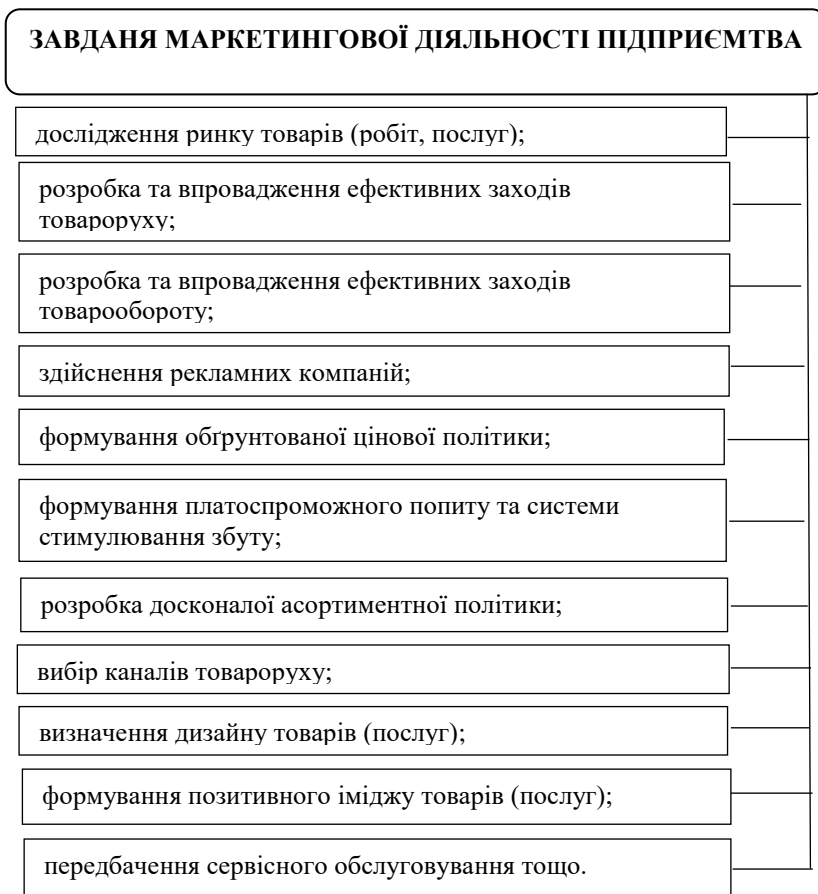 ЗАВДАНЯ МАРКЕТИНГОВОЇ ДІЯЛЬНОСТІ ПІДПРИЄМТВА
дослідження ринку товарів (робіт, послуг);
розробка та впровадження ефективних заходів
товароруху;
розробка та впровадження ефективних заходів
товарообороту;
здійснення рекламних компаній;
формування обґрунтованої цінової політики;
формування платоспроможного попиту та системи
стимулювання збуту;
розробка досконалої асортиментної політики;
вибір каналів товароруху;
визначення дизайну товарів (послуг);
формування позитивного іміджу товарів (послуг);
передбачення сервісного обслуговування тощо.